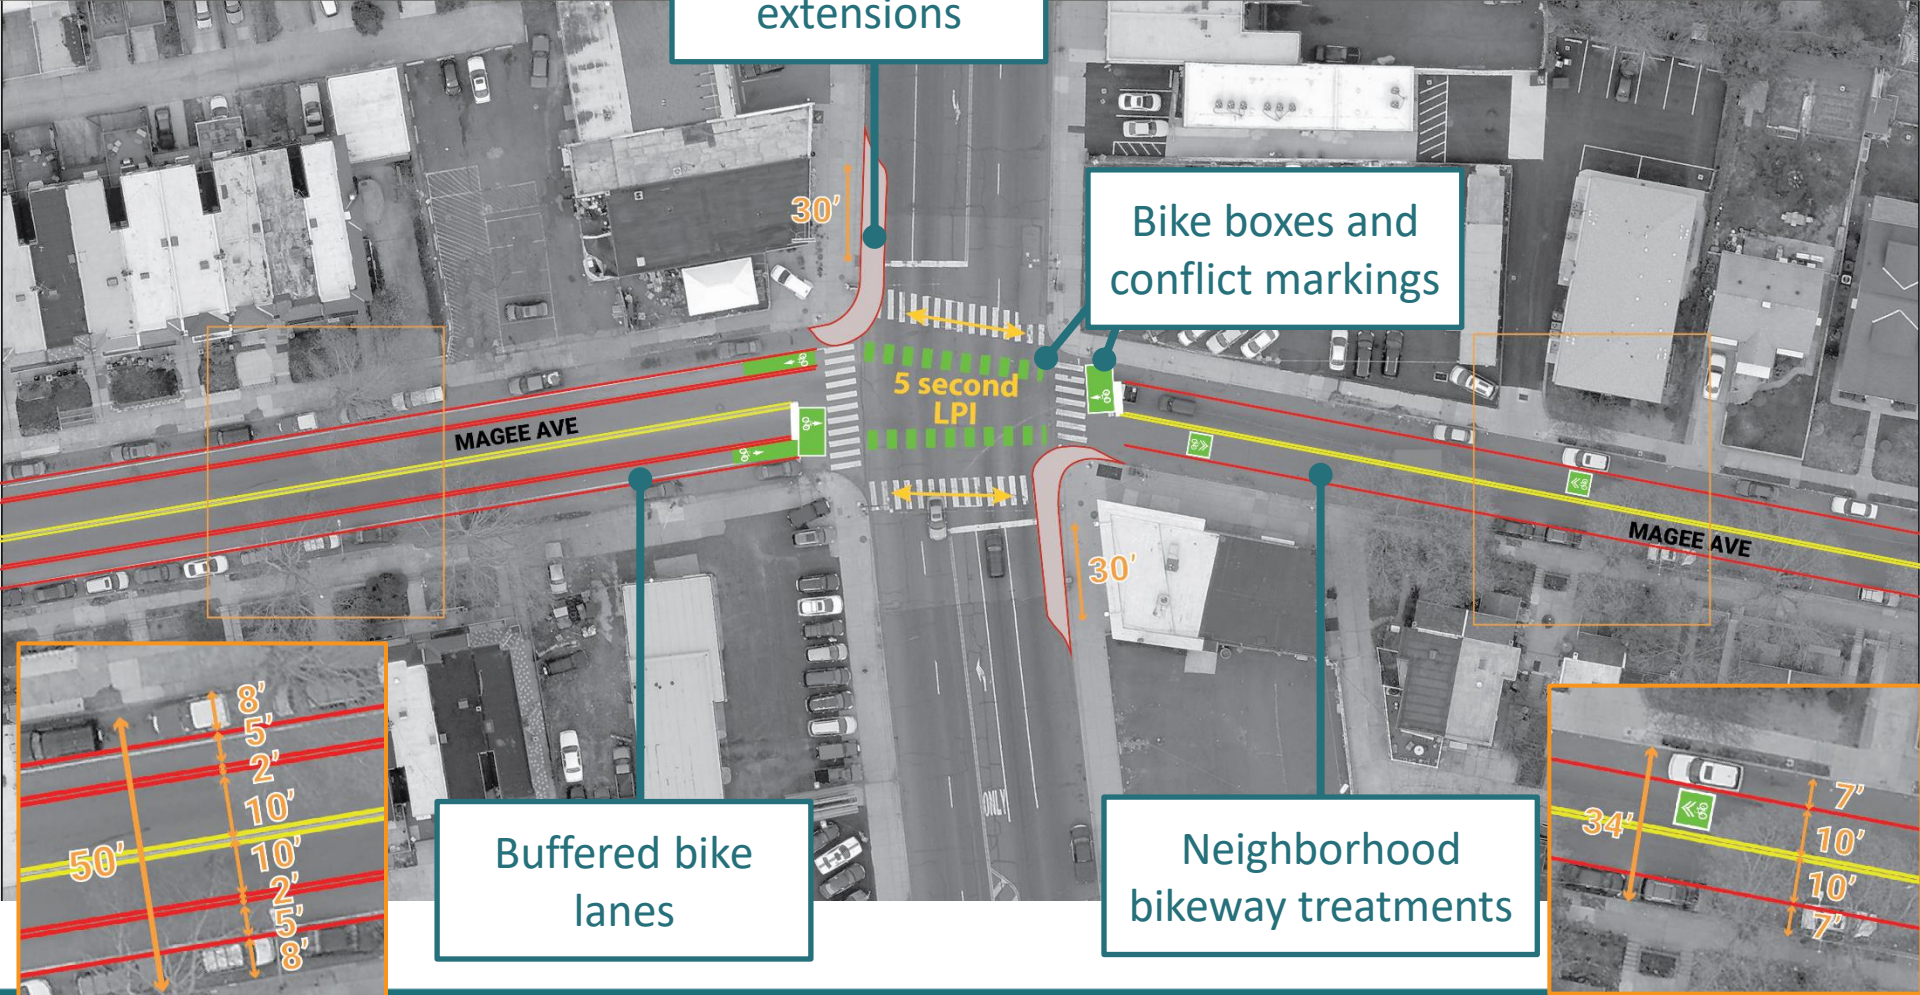 extensions
30’
Bike boxes and
conflict markings
5 second
LPI
MAGEE AVE
MAGEE AVE
30’
8’
5’
2’
10’
50’
10’
2’
5’
8’
ONLY
Buffered bike
lanes
Neighborhood
bikeway treatments
7’
34’
10’
10’
7’